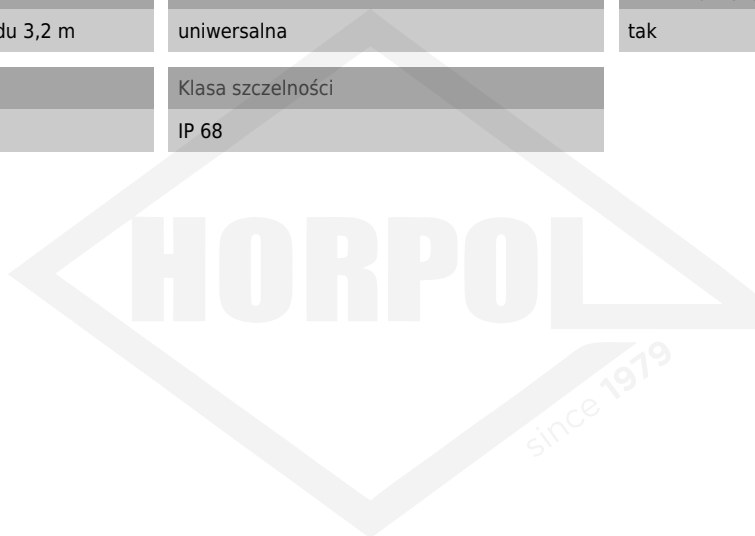 du 3,2 m
uniwersalna
tak
Klasa szczelności
IP 68
HORPOL
since 1979